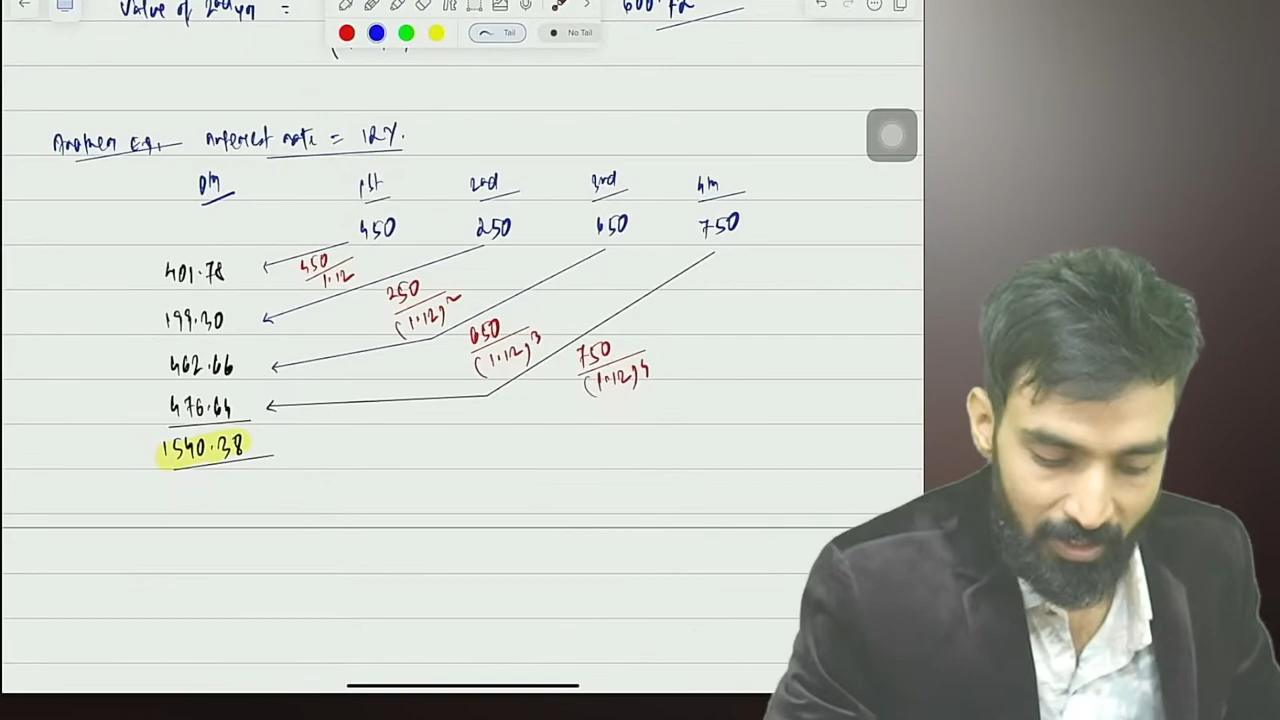 Value of 2nd yr =
600.72
Tail
No Tail
Another Eg, interest rate = 12%.
0th 1st 2nd 3rd 4th
450 250 650 750
401.78 450/1.12
199.30 250/(1.12)²
462.66 650/(1.12)³
476.64 750/(1.12)4
1540.38